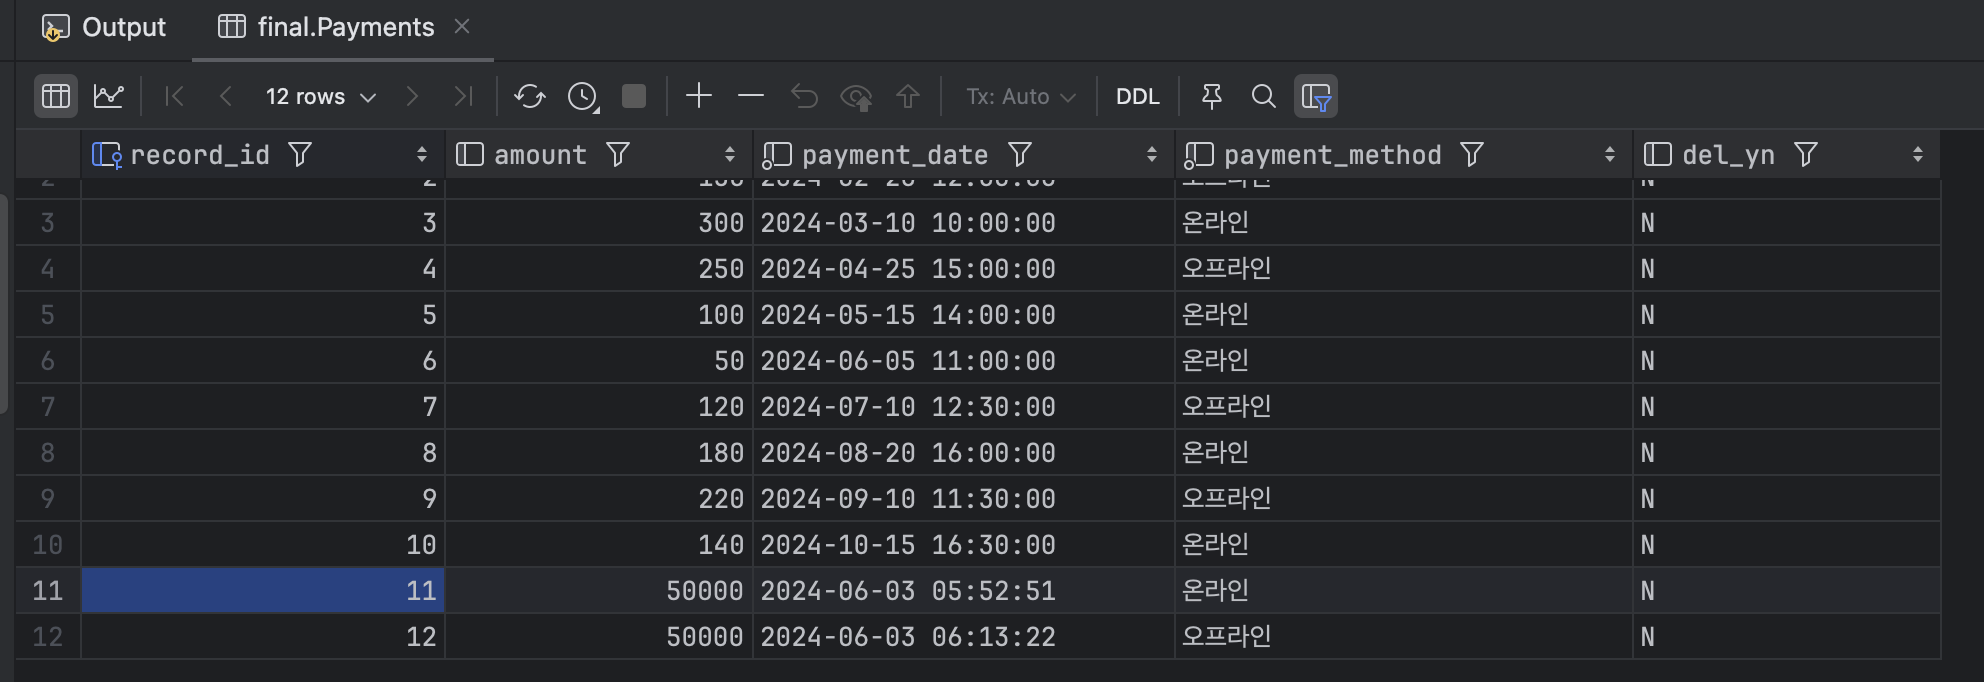 Output final.Payments
12 rows Tx: Auto DDL
record_id amount payment_date payment_method del_yn
3 3 300 2024-03-10 10:00:00 온라인 N
4 4 250 2024-04-25 15:00:00 오프라인 N
5 5 100 2024-05-15 14:00:00 온라인 N
6 6 50 2024-06-05 11:00:00 온라인 N
7 7 120 2024-07-10 12:30:00 오프라인 N
8 8 180 2024-08-20 16:00:00 온라인 N
9 9 220 2024-09-10 11:30:00 오프라인 N
10 10 140 2024-10-15 16:30:00 온라인 N
11 11 50000 2024-06-03 05:52:51 온라인 N
12 12 50000 2024-06-03 06:13:22 오프라인 N